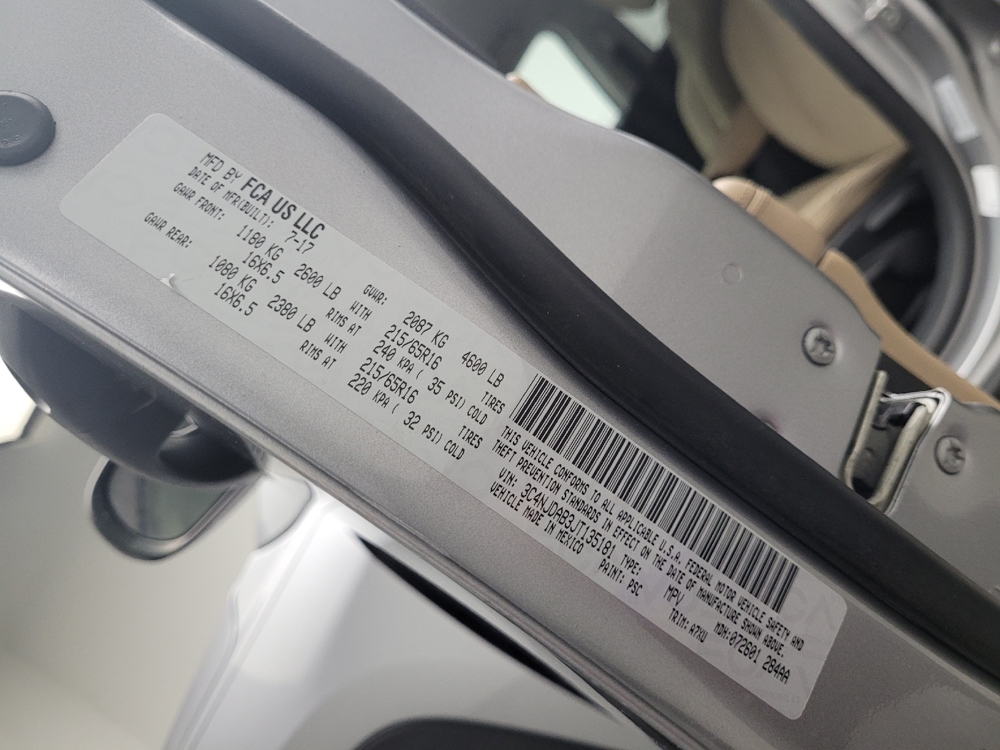 MFD BY FCA US LLC
DATE OF MFR(BUILT): 7-17 GVWR: 2087 KG 4600 LB
GAWR FRONT: 1180 KG 2600 LB WITH 215/65R16 TIRES
16X6.5 RIMS AT 240 KPA ( 35 PSI) COLD
GAWR REAR: 1080 KG 2380 LB WITH 215/65R16 TIRES
16X6.5 RIMS AT 220 KPA ( 32 PSI) COLD
THIS VEHICLE CONFORMS TO ALL APPLICABLE U.S.A. FEDERAL MOTOR VEHICLE SAFETY AND
THEFT PREVENTION STANDARDS IN EFFECT ON THE DATE OF MANUFACTURE SHOWN ABOVE.
VIN: 3C4NJDAB3JT135181 TYPE: MPV MDH: 072601 284AA
VEHICLE MADE IN MEXICO PAINT: PSC TRIM: A7XU